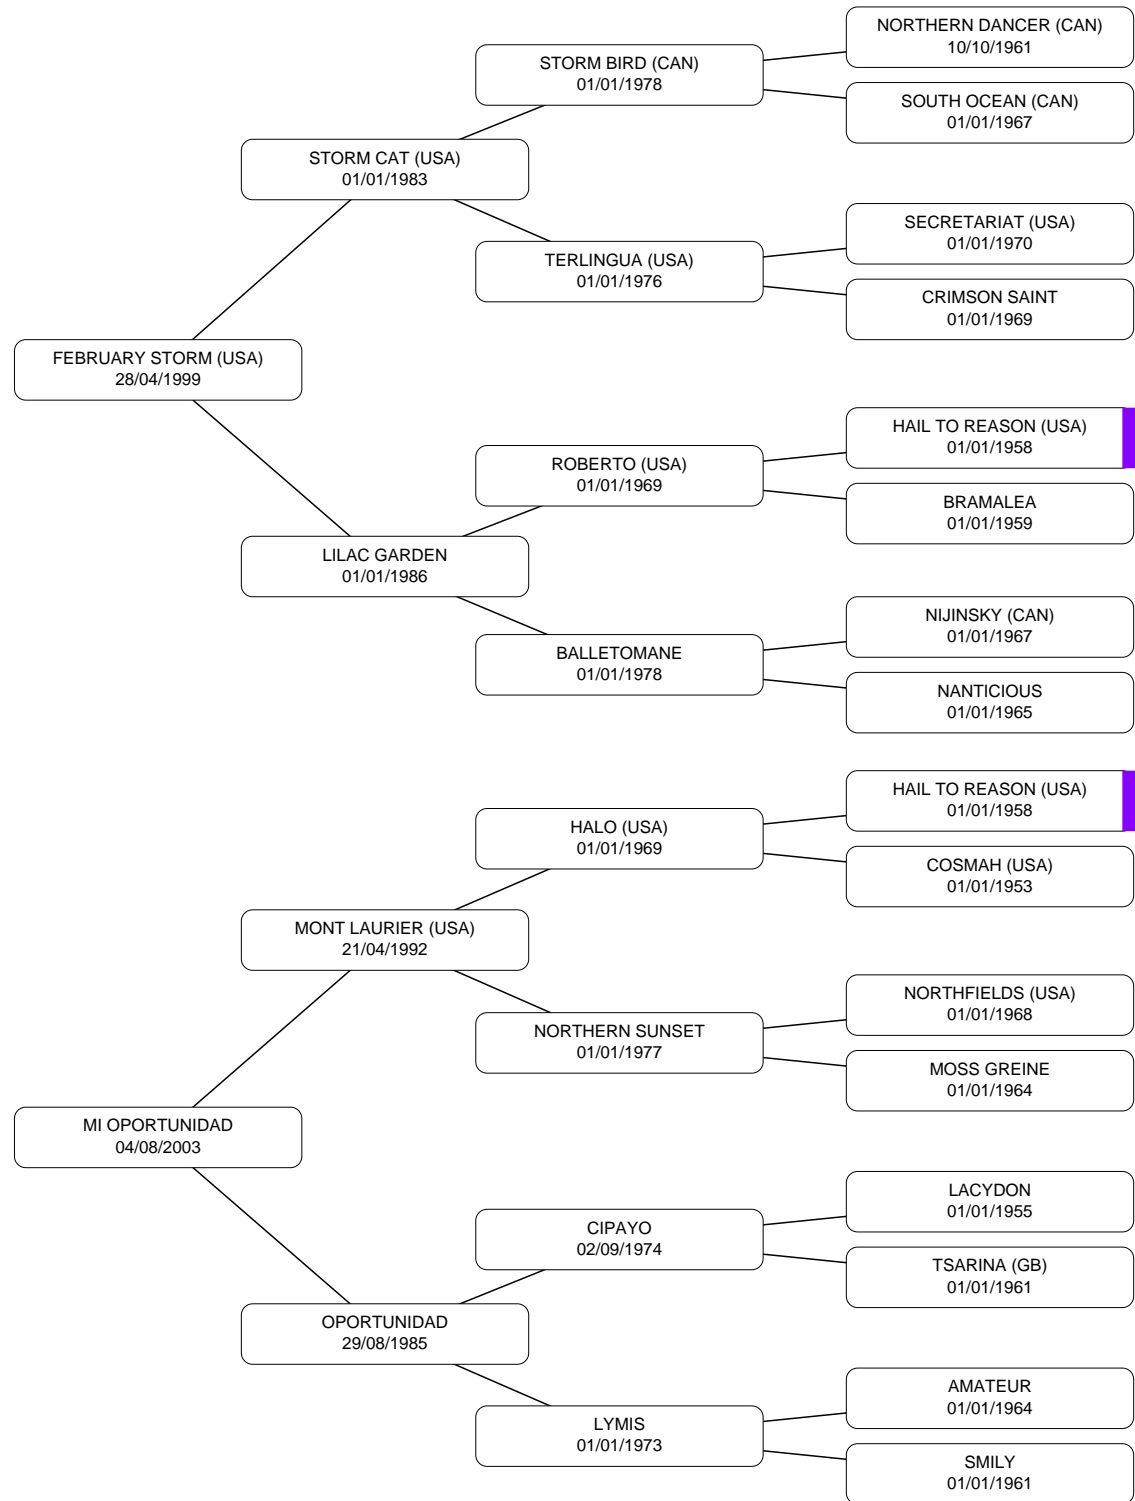 NORTHERN DANCER (CAN)
10/10/1961
STORM BIRD (CAN)
01/01/1978
SOUTH OCEAN (CAN)
01/01/1967
STORM CAT (USA)
01/01/1983
SECRETARIAT (USA)
01/01/1970
TERLINGUA (USA)
01/01/1976
CRIMSON SAINT
01/01/1969
FEBRUARY STORM (USA)
28/04/1999
HAIL TO REASON (USA)
01/01/1958
ROBERTO (USA)
01/01/1969
BRAMALEA
01/01/1959
LILAC GARDEN
01/01/1986
NIJINSKY (CAN)
01/01/1967
BALLETOMANE
01/01/1978
NANTICIOUS
01/01/1965
HAIL TO REASON (USA)
01/01/1958
HALO (USA)
01/01/1969
COSMAH (USA)
01/01/1953
MONT LAURIER (USA)
21/04/1992
NORTHFIELDS (USA)
01/01/1968
NORTHERN SUNSET
01/01/1977
MOSS GREINE
01/01/1964
MI OPORTUNIDAD
04/08/2003
LACYDON
01/01/1955
CIPAYO
02/09/1974
TSARINA (GB)
01/01/1961
OPORTUNIDAD
29/08/1985
AMATEUR
01/01/1964
LYMIS
01/01/1973
SMILY
01/01/1961